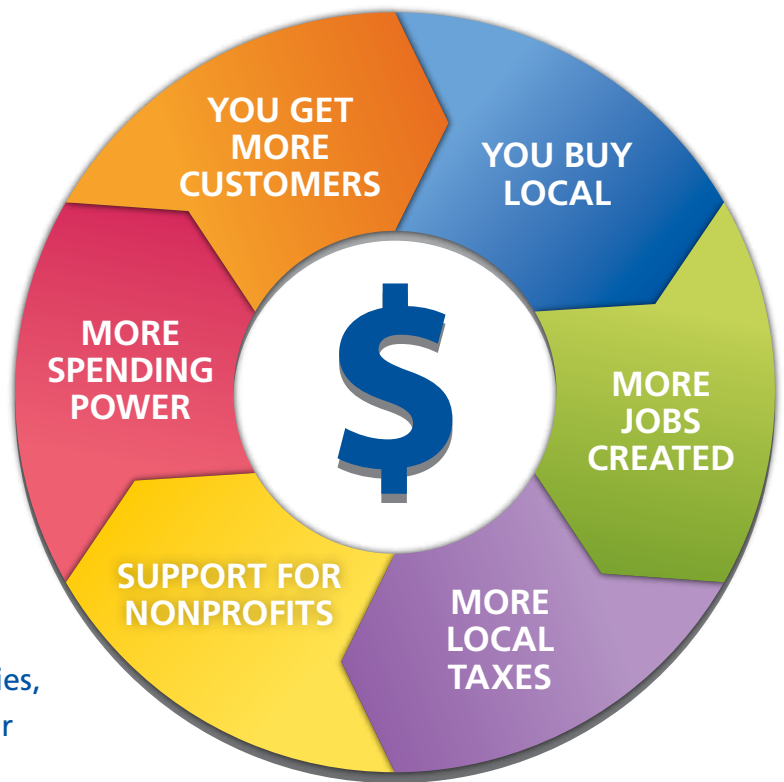 YOU GET
MORE
CUSTOMERS
YOU BUY
LOCAL
MORE
JOBS
CREATED
MORE
LOCAL
TAXES
SUPPORT FOR
NONPROFITS
MORE
SPENDING
POWER
$
ies,
r